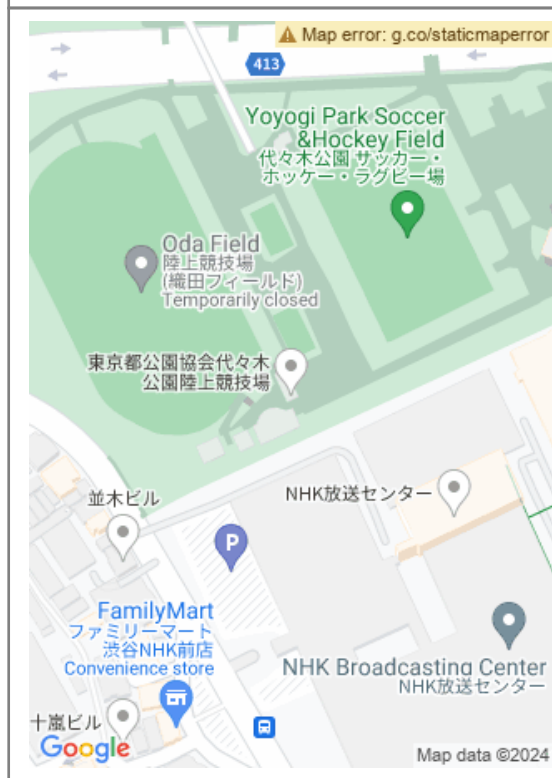 Map error: g.co/staticmaperror
413
Yoyogi Park Soccer
&Hockey Field
代々木公園 サッカー・
ホッケー・ラグビー場
Oda Field
陸上競技場
(織田フィールド)
Temporarily closed
東京都公園協会代々木
公園陸上競技場
NHK放送センター
並木ビル
P
FamilyMart
ファミリーマート
渋谷NHK前店
Convenience store
NHK Broadcasting Center
NHK放送センター
十嵐ビル
Google
Map data ©2024